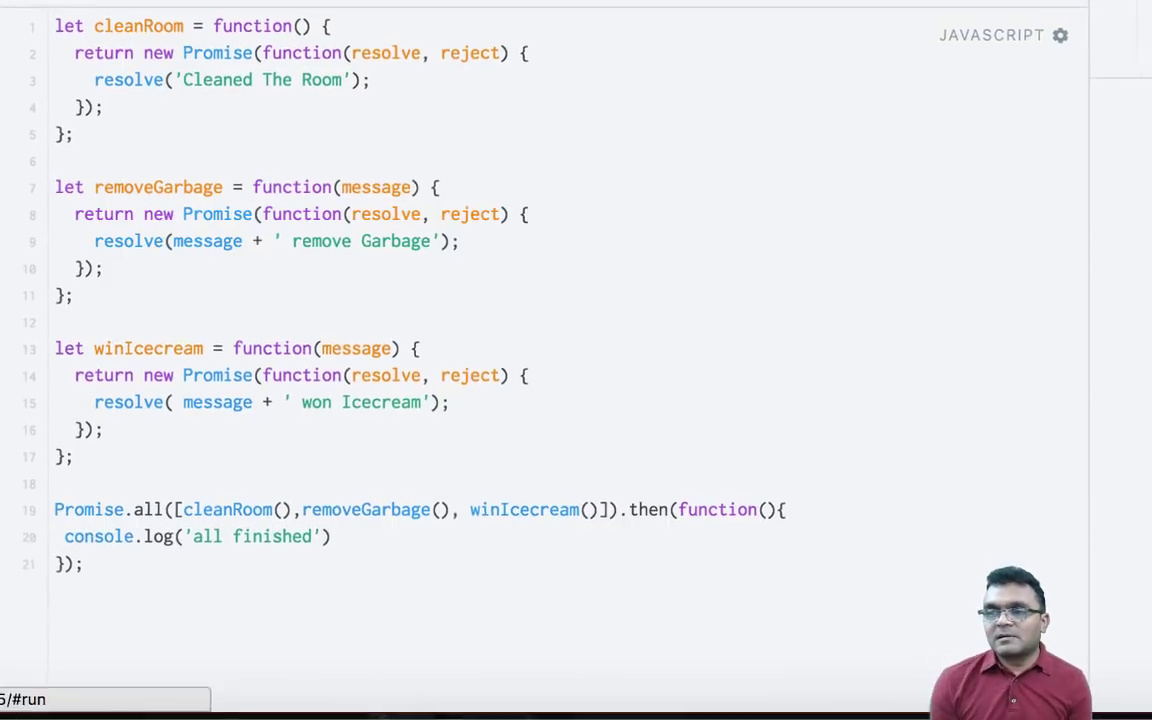 JAVASCRIPT
1 let cleanRoom = function() {
2 return new Promise(function(resolve, reject) {
3 resolve('Cleaned The Room');
4 });
5 };
6
7 let removeGarbage = function(message) {
8 return new Promise(function(resolve, reject) {
9 resolve(message + ' remove Garbage');
10 });
11 };
12
13 let winIcecream = function(message) {
14 return new Promise(function(resolve, reject) {
15 resolve( message + ' won Icecream');
16 });
17 };
18
19 Promise.all([cleanRoom(),removeGarbage(), winIcecream()]).then(function(){
20 console.log('all finished')
21 });
5/#run